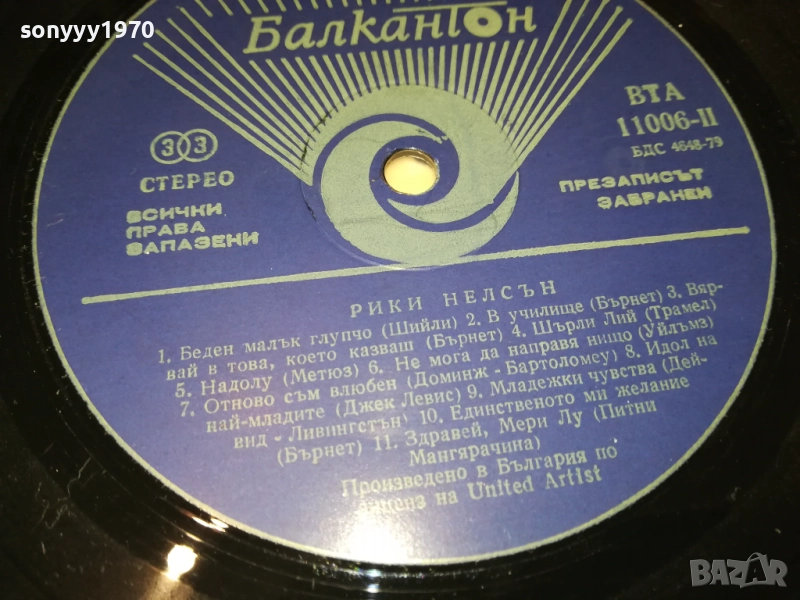 sonyyy1970
Балкантон
ВТА
11006-II
БДС 4648-79
33
СТЕРЕО
ВСИЧКИ
ПРАВА
ЗАПАЗЕНИ
ПРЕЗАПИСЪТ
ЗАБРАНЕН
РИКИ НЕЛСЪН
1. Беден малък глупчо (Шийли) 2. В училище (Бърнет) 3. Вяр-
вай в това, което казваш (Бърнет) 4. Шърли Лий (Трамел)
5. Надолу (Метюз) 6. Не мога да направя нищо (Уйлъмз)
7. Отново съм влюбен (Доминж - Бартоломеу) 8. Идол на
най-младите (Джек Левис) 9. Младежки чувства (Дей-
вид - Ливингстън) 10. Единственото ми желание
(Бърнет) 11. Здравей, Мери Лу (Питни
Мангярачина)
Произведено в България по
лиценз на United Artist
BAZAR